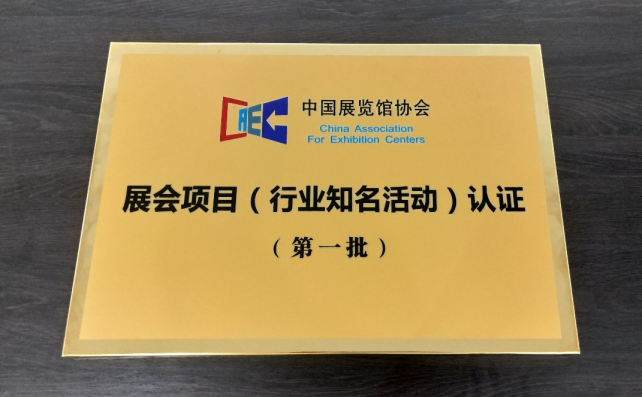 CAEC
中国展览馆协会
China Association
For Exhibition Centers
展会项目（行业知名活动）认证
（第一批）